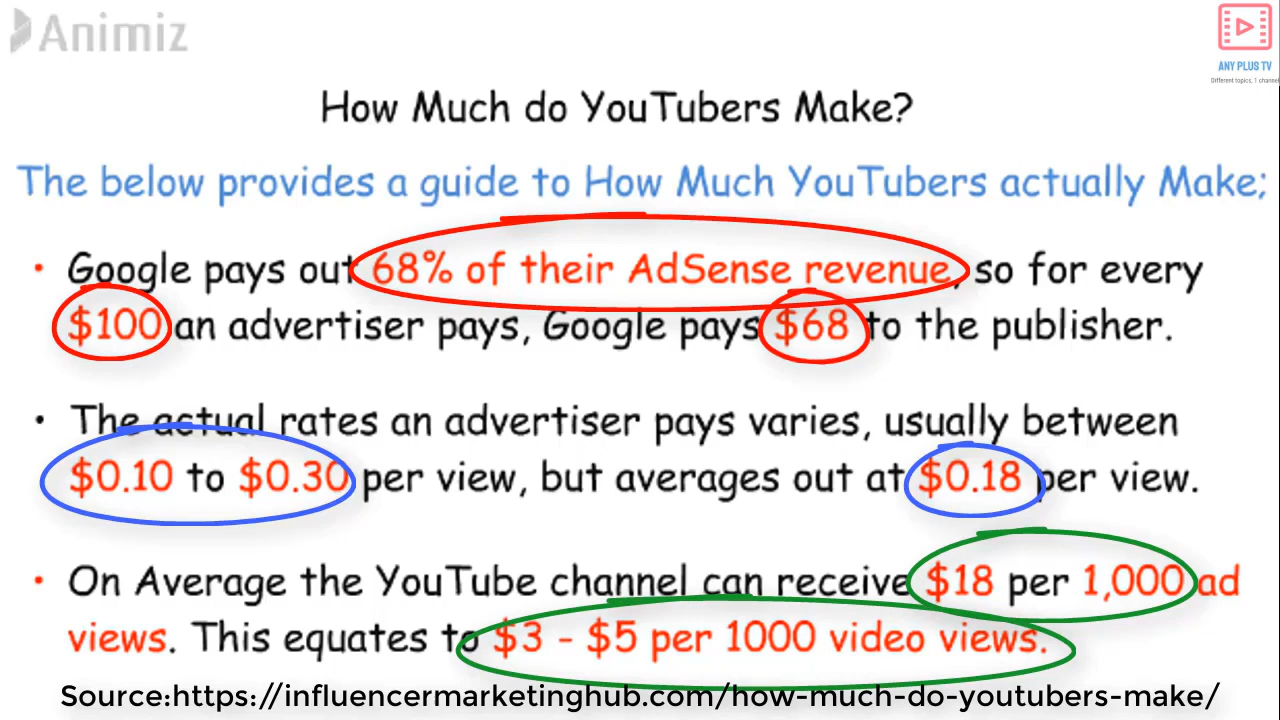 Animiz
ANY PLUS TV
Different topics, 1 channel
How Much do YouTubers Make?
The below provides a guide to How Much YouTubers actually Make;
• Google pays out 68% of their AdSense revenue, so for every
$100 an advertiser pays, Google pays $68 to the publisher.
• The actual rates an advertiser pays varies, usually between
$0.10 to $0.30 per view, but averages out at $0.18 per view.
• On Average the YouTube channel can receive $18 per 1,000 ad
views. This equates to $3 - $5 per 1000 video views.
Source:https://influencermarketinghub.com/how-much-do-youtubers-make/